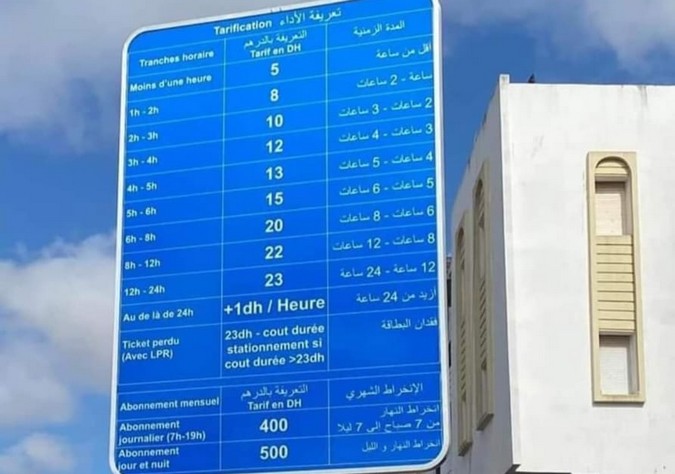 Tarification تعريفة الأداء
Tranches horaire التعريفة بالدرهم Tarif en DH المدة الزمنية
Moins d'une heure 5 أقل من ساعة
1h - 2h 8 ساعة - 2 ساعات
2h - 3h 10 2 ساعات - 3 ساعات
3h - 4h 12 3 ساعات - 4 ساعات
4h - 5h 13 4 ساعات - 5 ساعات
5h - 6h 15 5 ساعات - 6 ساعات
6h - 8h 20 6 ساعات - 8 ساعات
8h - 12h 22 8 ساعات - 12 ساعات
12h - 24h 23 12 ساعة - 24 ساعة
Au de là de 24h +1dh / Heure أزيد من 24 ساعة
Ticket perdu
(Avec LPR)
23dh - cout durée
stationnement si
cout durée >23dh
فقدان البطاقة
Abonnement mensuel التعريفة بالدرهم Tarif en DH الإنخراط الشهري
Abonnement
journalier (7h-19h)
400
انخراط النهار
من 7 صباح إلى 7 ليلا
Abonnement
jour et nuit
500
انخراط النهار و الليل